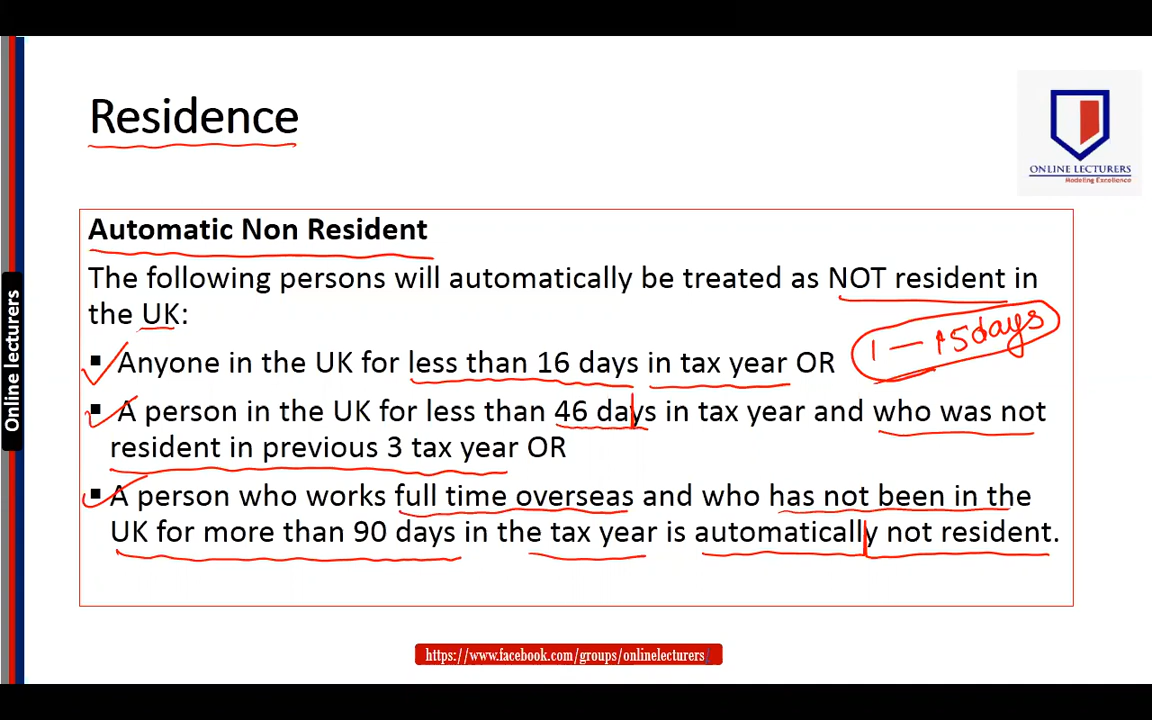 Residence
ONLINE LECTURERS
Modeling Excellence
Online lecturers
Automatic Non Resident
The following persons will automatically be treated as NOT resident in
the UK:
▪ Anyone in the UK for less than 16 days in tax year OR
1 - 15 days
▪ A person in the UK for less than 46 days in tax year and who was not
resident in previous 3 tax year OR
▪ A person who works full time overseas and who has not been in the
UK for more than 90 days in the tax year is automatically not resident.
https://www.facebook.com/groups/onlinelecturers/